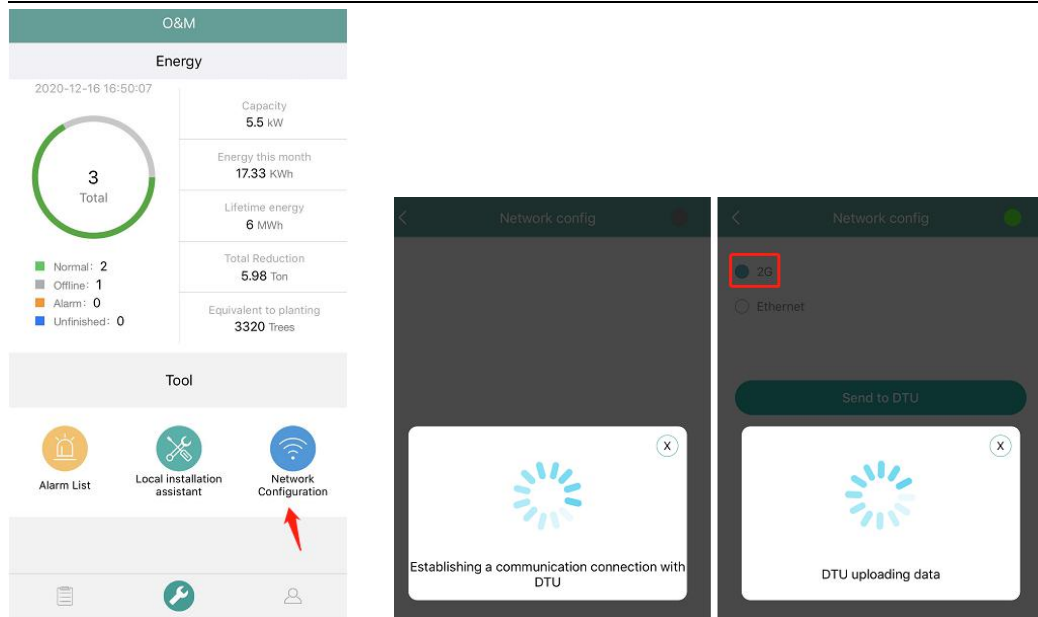 O&M
Energy
2020-12-16 16:50:07
3
Total
Normal: 2
Offline: 1
Alarm: 0
Unfinished: 0
Capacity
5.5 kW
Energy this month
17.33 KWh
Lifetime energy
6 MWh
Total Reduction
5.98 Ton
Equivalent to planting
3320 Trees
Tool
Alarm List
Local installation
assistant
Network
Configuration
Network config
X
Establishing a communication connection with
DTU
Network config
2G
Ethernet
Send to DTU
X
DTU uploading data